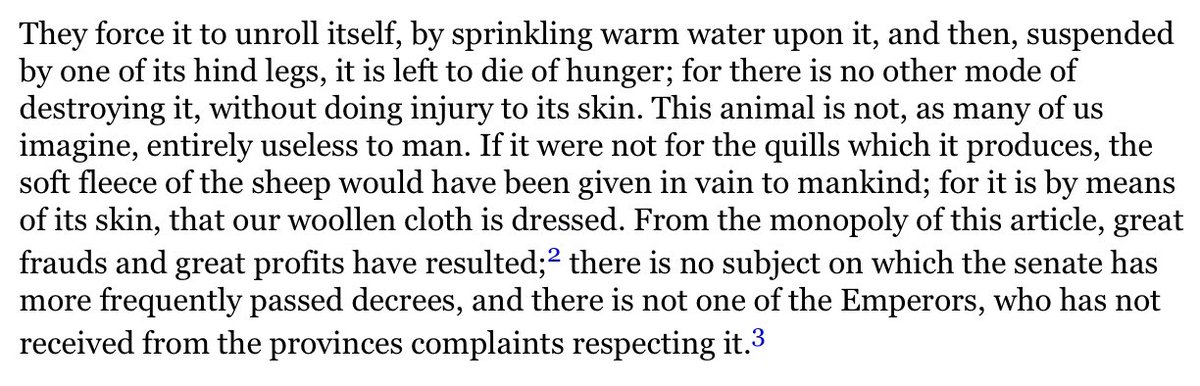 They force it to unroll itself, by sprinkling warm water upon it, and then, suspended
by one of its hind legs, it is left to die of hunger; for there is no other mode of
destroying it, without doing injury to its skin. This animal is not, as many of us
imagine, entirely useless to man. If it were not for the quills which it produces, the
soft fleece of the sheep would have been given in vain to mankind; for it is by means
of its skin, that our woollen cloth is dressed. From the monopoly of this article, great
frauds and great profits have resulted;2 there is no subject on which the senate has
more frequently passed decrees, and there is not one of the Emperors, who has not
received from the provinces complaints respecting it.3